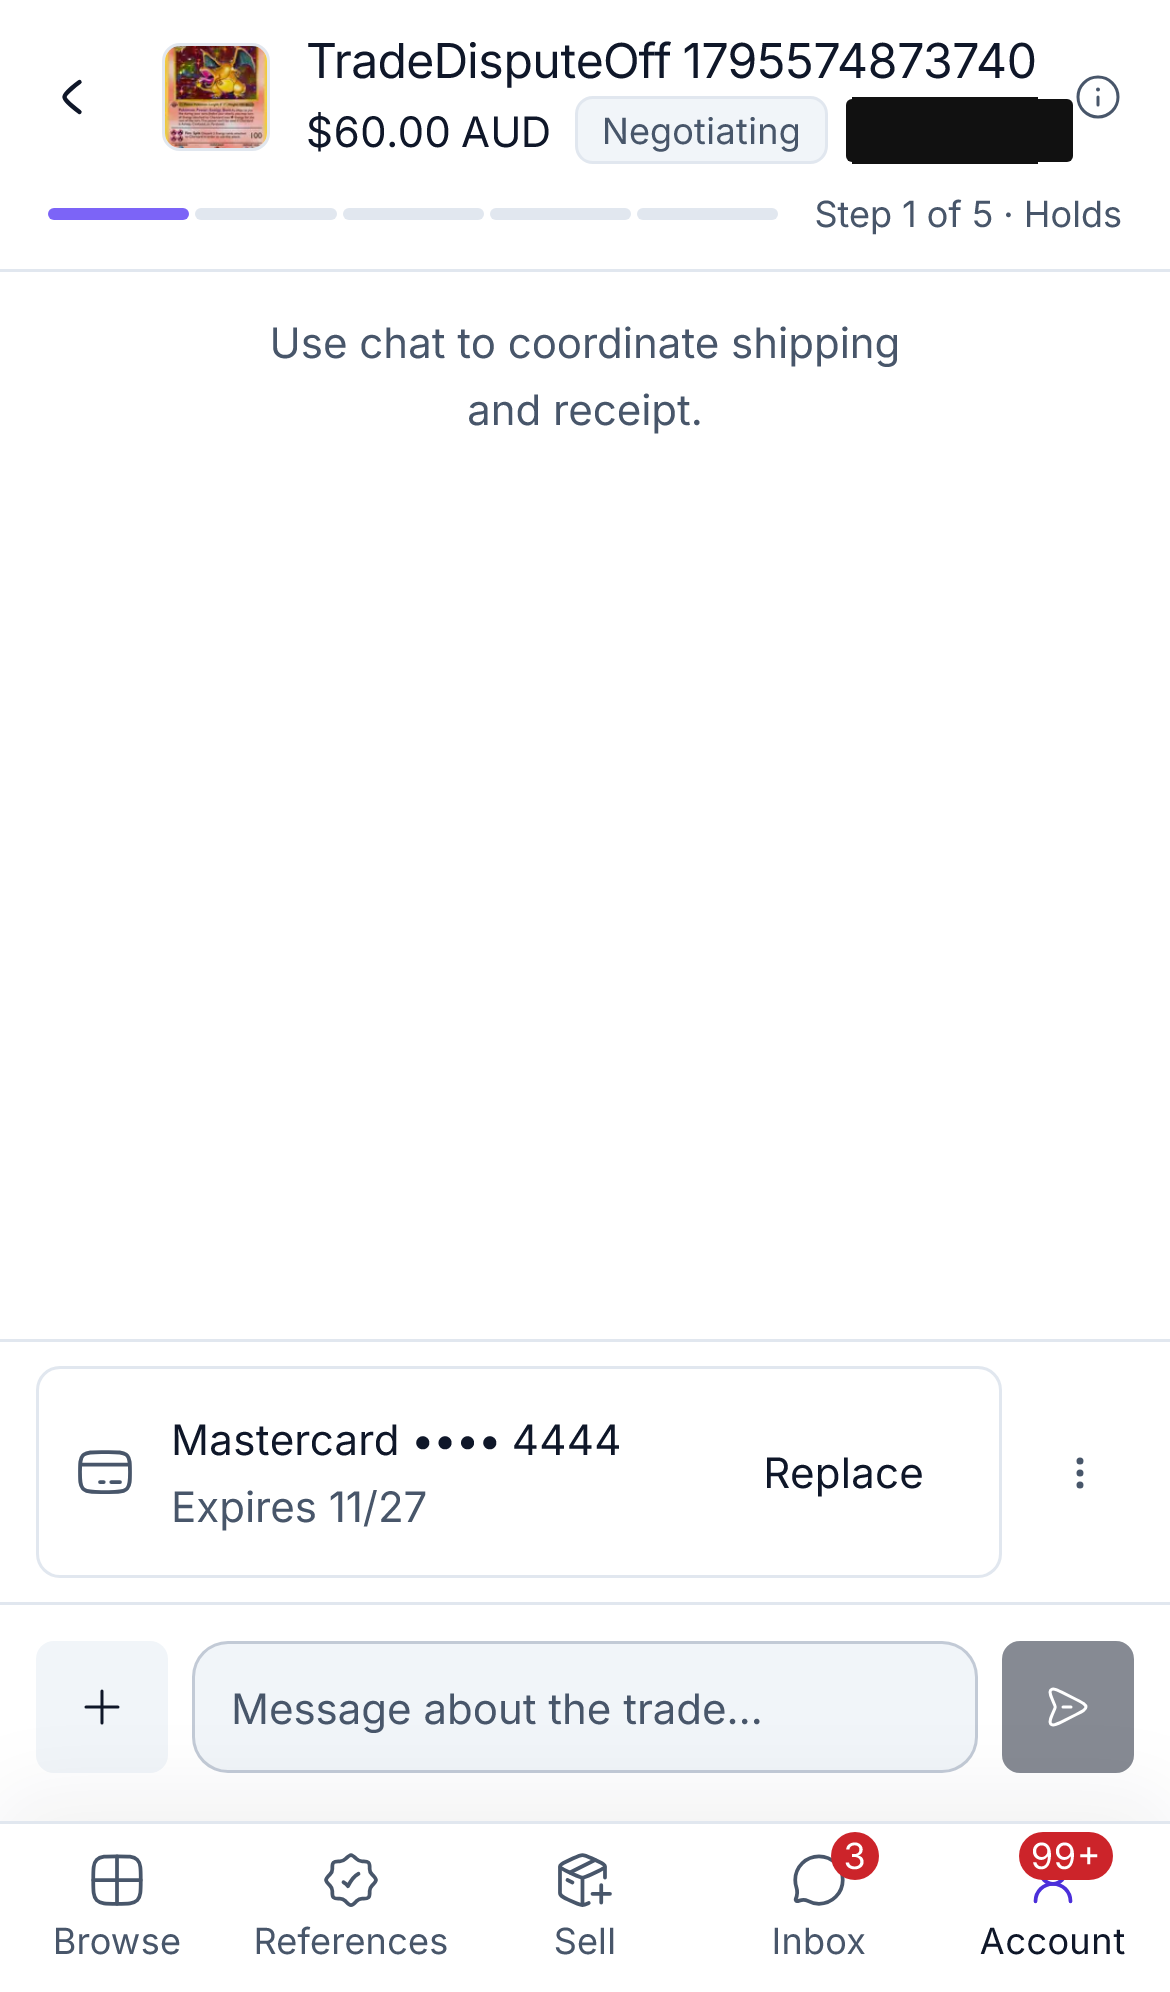 TradeDisputeOff 1795574873740
$60.00 AUD Negotiating
Step 1 of 5 · Holds
Use chat to coordinate shipping
and receipt.
Mastercard •••• 4444
Expires 11/27
Replace
Message about the trade...
3
99+
Browse
References
Sell
Inbox
Account